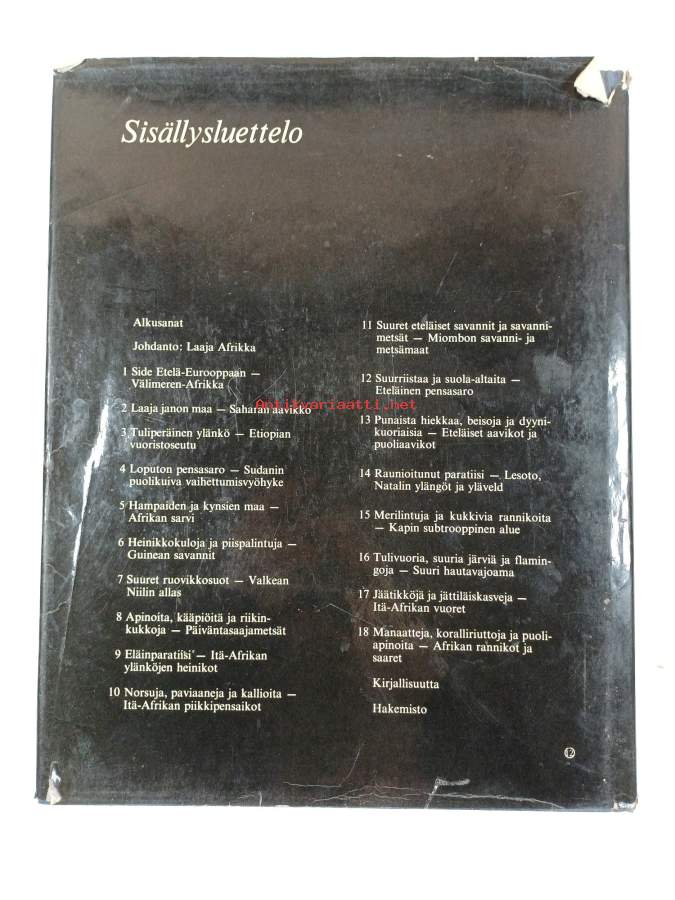 Sisällysluettelo
Alkusanat
Johdanto: Laaja Afrikka
1 Side Etelä-Eurooppaan —
Välimeren-Afrikka
2 Laaja janon maa — Saharan aavikko
3 Tuliperäinen ylänkö — Etiopian
vuoristoseutu
4 Loputon pensasaro — Sudanin
puolikuiva vaihettumisvyöhyke
5 Hampaiden ja kynsien maa —
Afrikan sarvi
6 Heinikkokuloja ja piispalintuja —
Guinean savannit
7 Suuret ruovikkosuot — Valkean
Niilin allas
8 Apinoita, kääpiöitä ja riikin-
kukkoja — Päiväntasaajametsät
9 Eläinparatiisi — Itä-Afrikan
ylänköjen heinikot
10 Norsuja, paviaaneja ja kallioita —
Itä-Afrikan piikkipensaikot
11 Suuret eteläiset savannit ja savanni-
metsät — Miombon savanni- ja
metsämaat
12 Suurriistaa ja suola-altaita —
Eteläinen pensasaro
13 Punaista hiekkaa, beisoja ja dyyni-
kuoriaisia — Eteläiset aavikot ja
puoliaavikot
14 Raunioitunut paratiisi — Lesoto,
Natalin ylängöt ja yläveld
15 Merilintuja ja kukkivia rannikoita
— Kapin subtrooppinen alue
16 Tulivuoria, suuria järviä ja flamin-
goja — Suuri hautavajoama
17 Jäätikköjä ja jättiläiskasveja —
Itä-Afrikan vuoret
18 Manaatteja, koralliriuttoja ja puoli-
apinoita — Afrikan rannikot ja
saaret
Kirjallisuutta
Hakemisto
12
Antikvariaatti.net